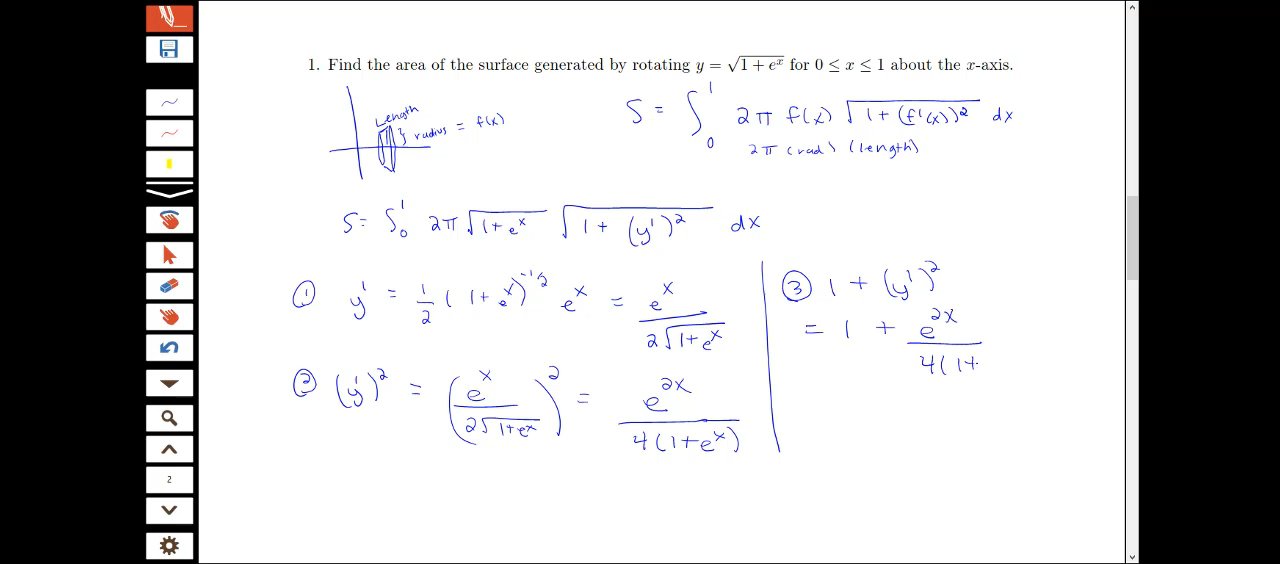 1. Find the area of the surface generated by rotating y = √(1 + e^x) for 0 ≤ x ≤ 1 about the x-axis.
Length
radius = f(x)
S = ∫_0^1 2π f(x) √(1 + (f'(x))^2) dx
2π (rad) (length)
S = ∫_0^1 2π √(1+e^x) √(1 + (y')^2) dx
① y' = 1/2 (1+e^x)^(-1/2) e^x = e^x / (2√(1+e^x))
② (y')^2 = (e^x / (2√(1+e^x)))^2 = e^(2x) / (4(1+e^x))
③ 1 + (y')^2
= 1 + e^(2x) / (4(1+
2